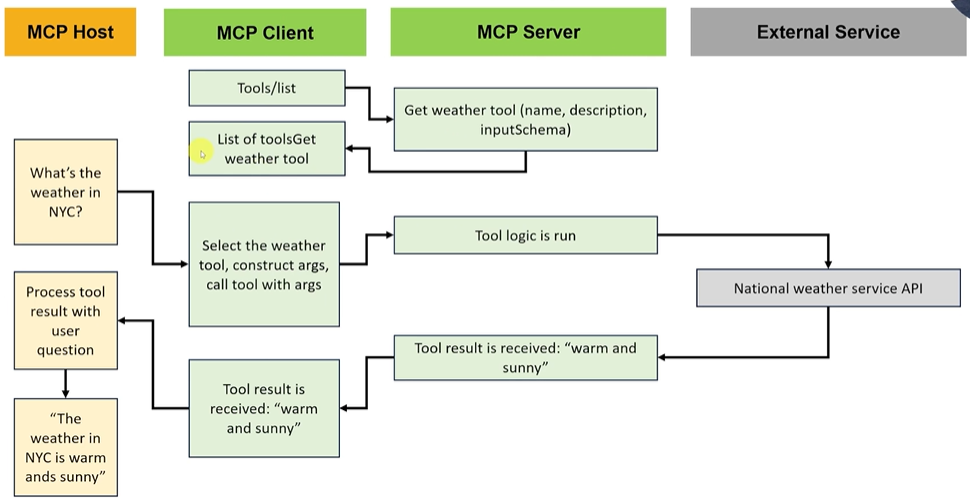 MCP Host
MCP Client
MCP Server
External Service
Tools/list
Get weather tool (name, description,
inputSchema)
List of toolsGet
weather tool
What's the
weather in
NYC?
Select the weather
tool, construct args,
call tool with args
Tool logic is run
National weather service API
Process tool
result with
user
question
Tool result is received: “warm and
sunny”
Tool result is
received: “warm
and sunny”
“The
weather in
NYC is warm
ands sunny”